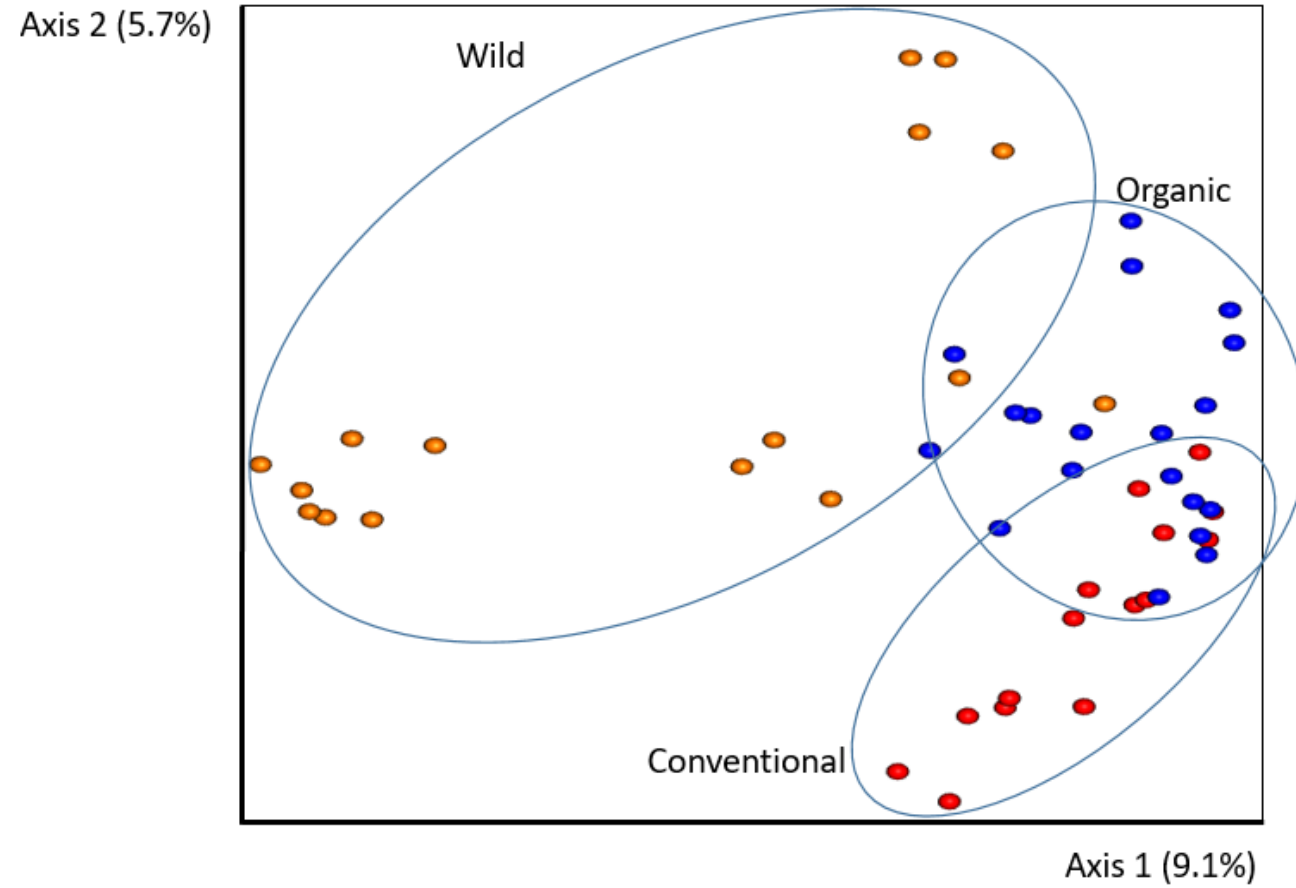 Axis 2 (5.7%)
Wild
Organic
Conventional
Axis 1 (9.1%)